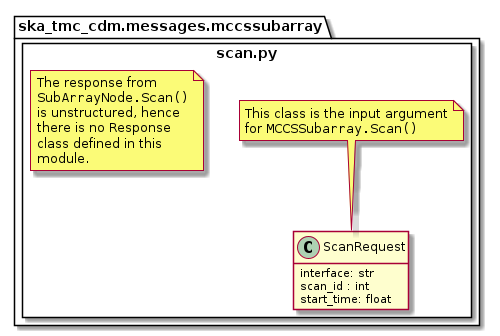 ska_tmc_cdm.messages.mccssubarray
scan.py
The response from
SubArrayNode.Scan()
is unstructured, hence
there is no Response
class defined in this
module.
This class is the input argument
for MCCSSubarray.Scan()
C ScanRequest
interface: str
scan_id : int
start_time: float